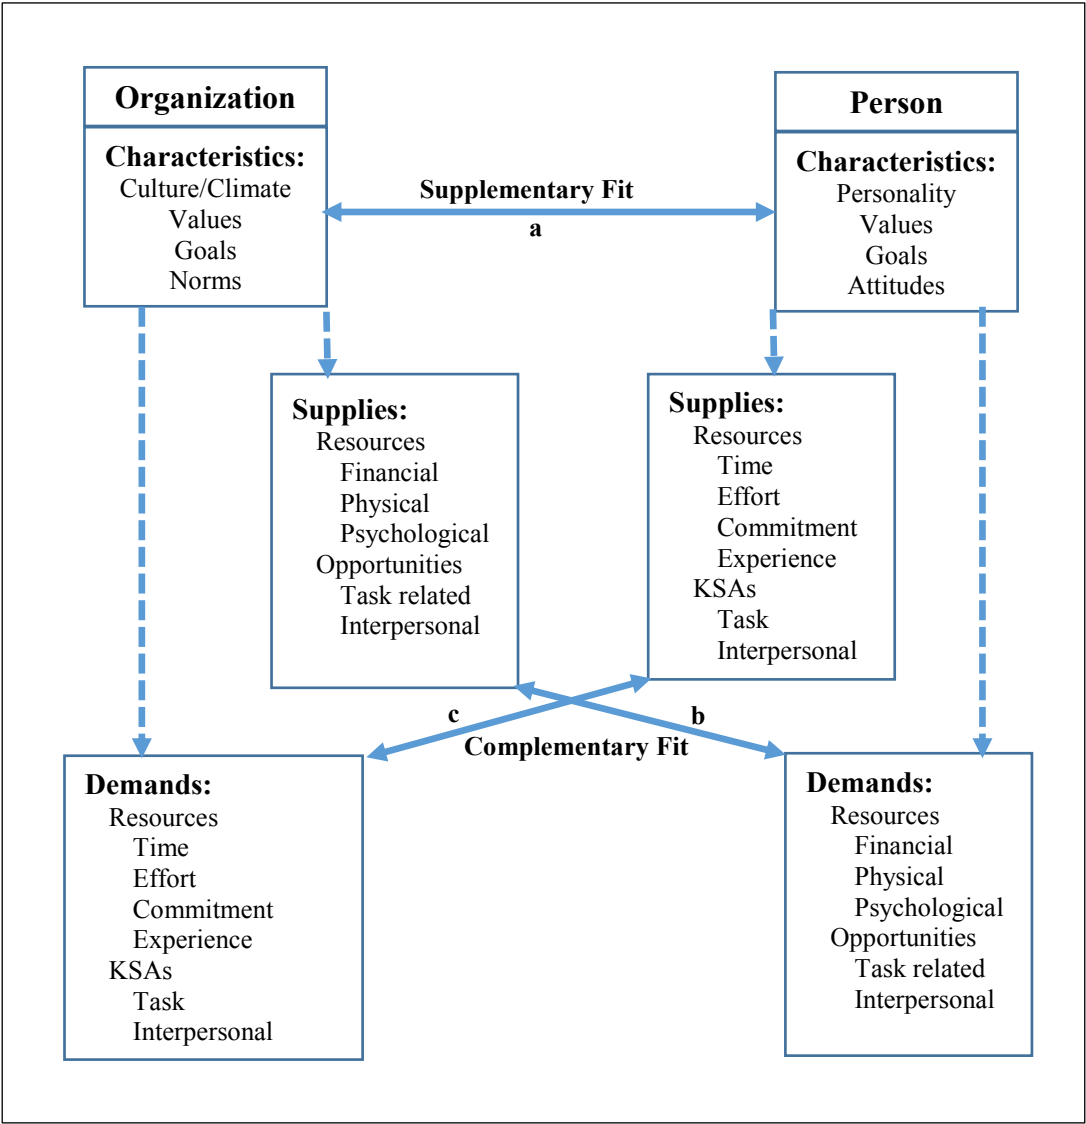 Organization
Characteristics:
Culture/Climate
Values
Goals
Norms
Person
Characteristics:
Personality
Values
Goals
Attitudes
Supplementary Fit
a
Supplies:
Resources
Financial
Physical
Psychological
Opportunities
Task related
Interpersonal
Supplies:
Resources
Time
Effort
Commitment
Experience
KSAs
Task
Interpersonal
c
b
Complementary Fit
Demands:
Resources
Time
Effort
Commitment
Experience
KSAs
Task
Interpersonal
Demands:
Resources
Financial
Physical
Psychological
Opportunities
Task related
Interpersonal